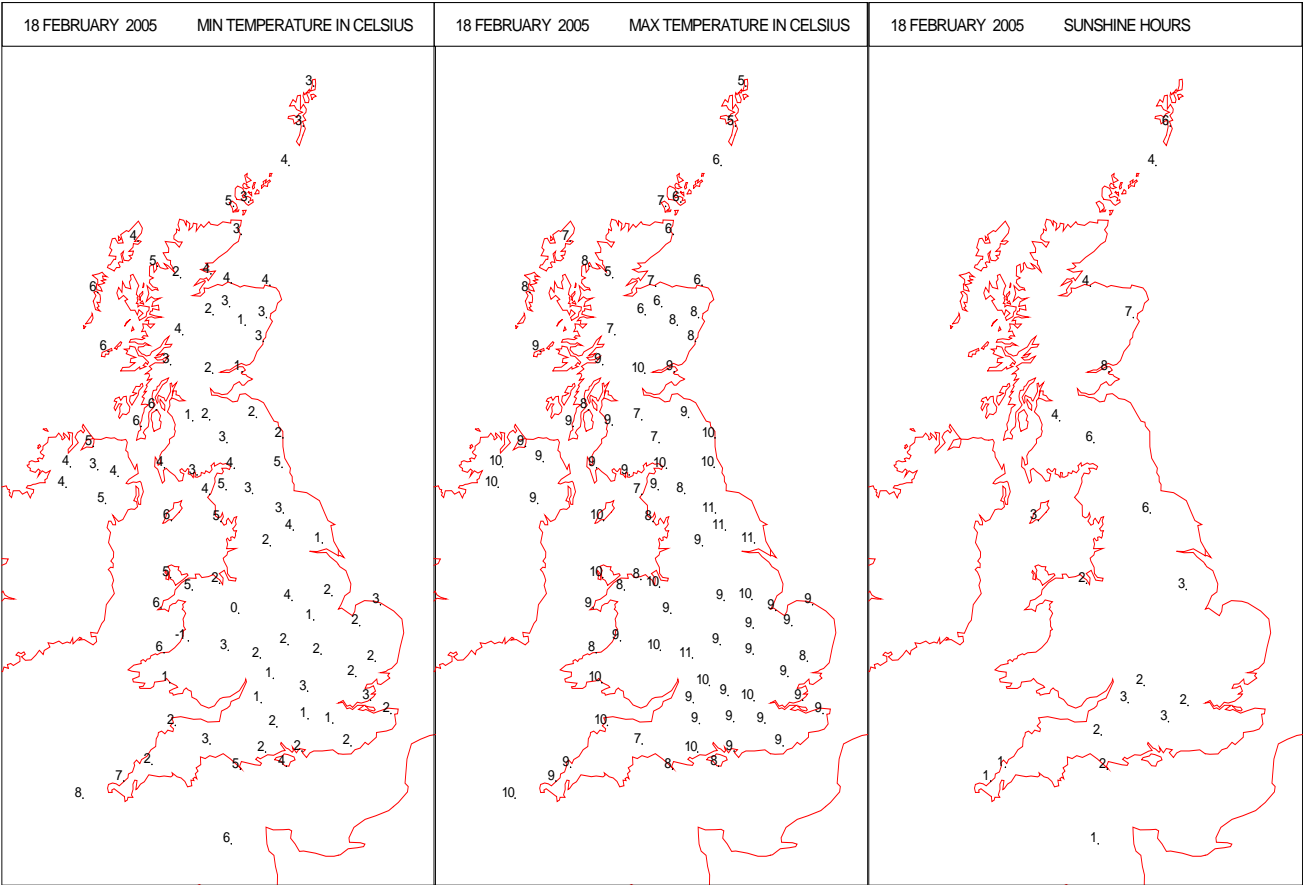 18 FEBRUARY 2005 MIN TEMPERATURE IN CELSIUS
3
3
4
5 3
3
4
5
2 4 4 4
6
2 3 3
1
4 3
6
3 2 1
6
6 1 2 2
5 3 2
4 3 4 4 3 4 5
4 5 4 3
5
6 5 3
4
2 1
5 2
5 4 2
6 0 1 3
2
-1
6 3 2 2 2
2
1 1 2
3 3
1
2 2 1 1 2
3 2 2 2
2 5 4
7
8
6
18 FEBRUARY 2005 MAX TEMPERATURE IN CELSIUS
5
5
6
7 6
6
7
8
5 7 6
8
6 6 8
8
7 8
9
9 10 9
8
9 9 7 9
9 7 10
10 9 9 9 10 10
10 9 7 9 8
9
10 8 11
11
9 11
10 8
8 10 9 10
9 9 9 9
9 9
9
8 10 11 9 9 8
10 10 9
9 9 10 9
10 9 9 9 9
7 10 9 9
9 8 8
9
10
18 FEBRUARY 2005 SUNSHINE HOURS
6
4
4
7
8
4
6
6
3
2 3
2
3 2
3
2
1 2
1
1